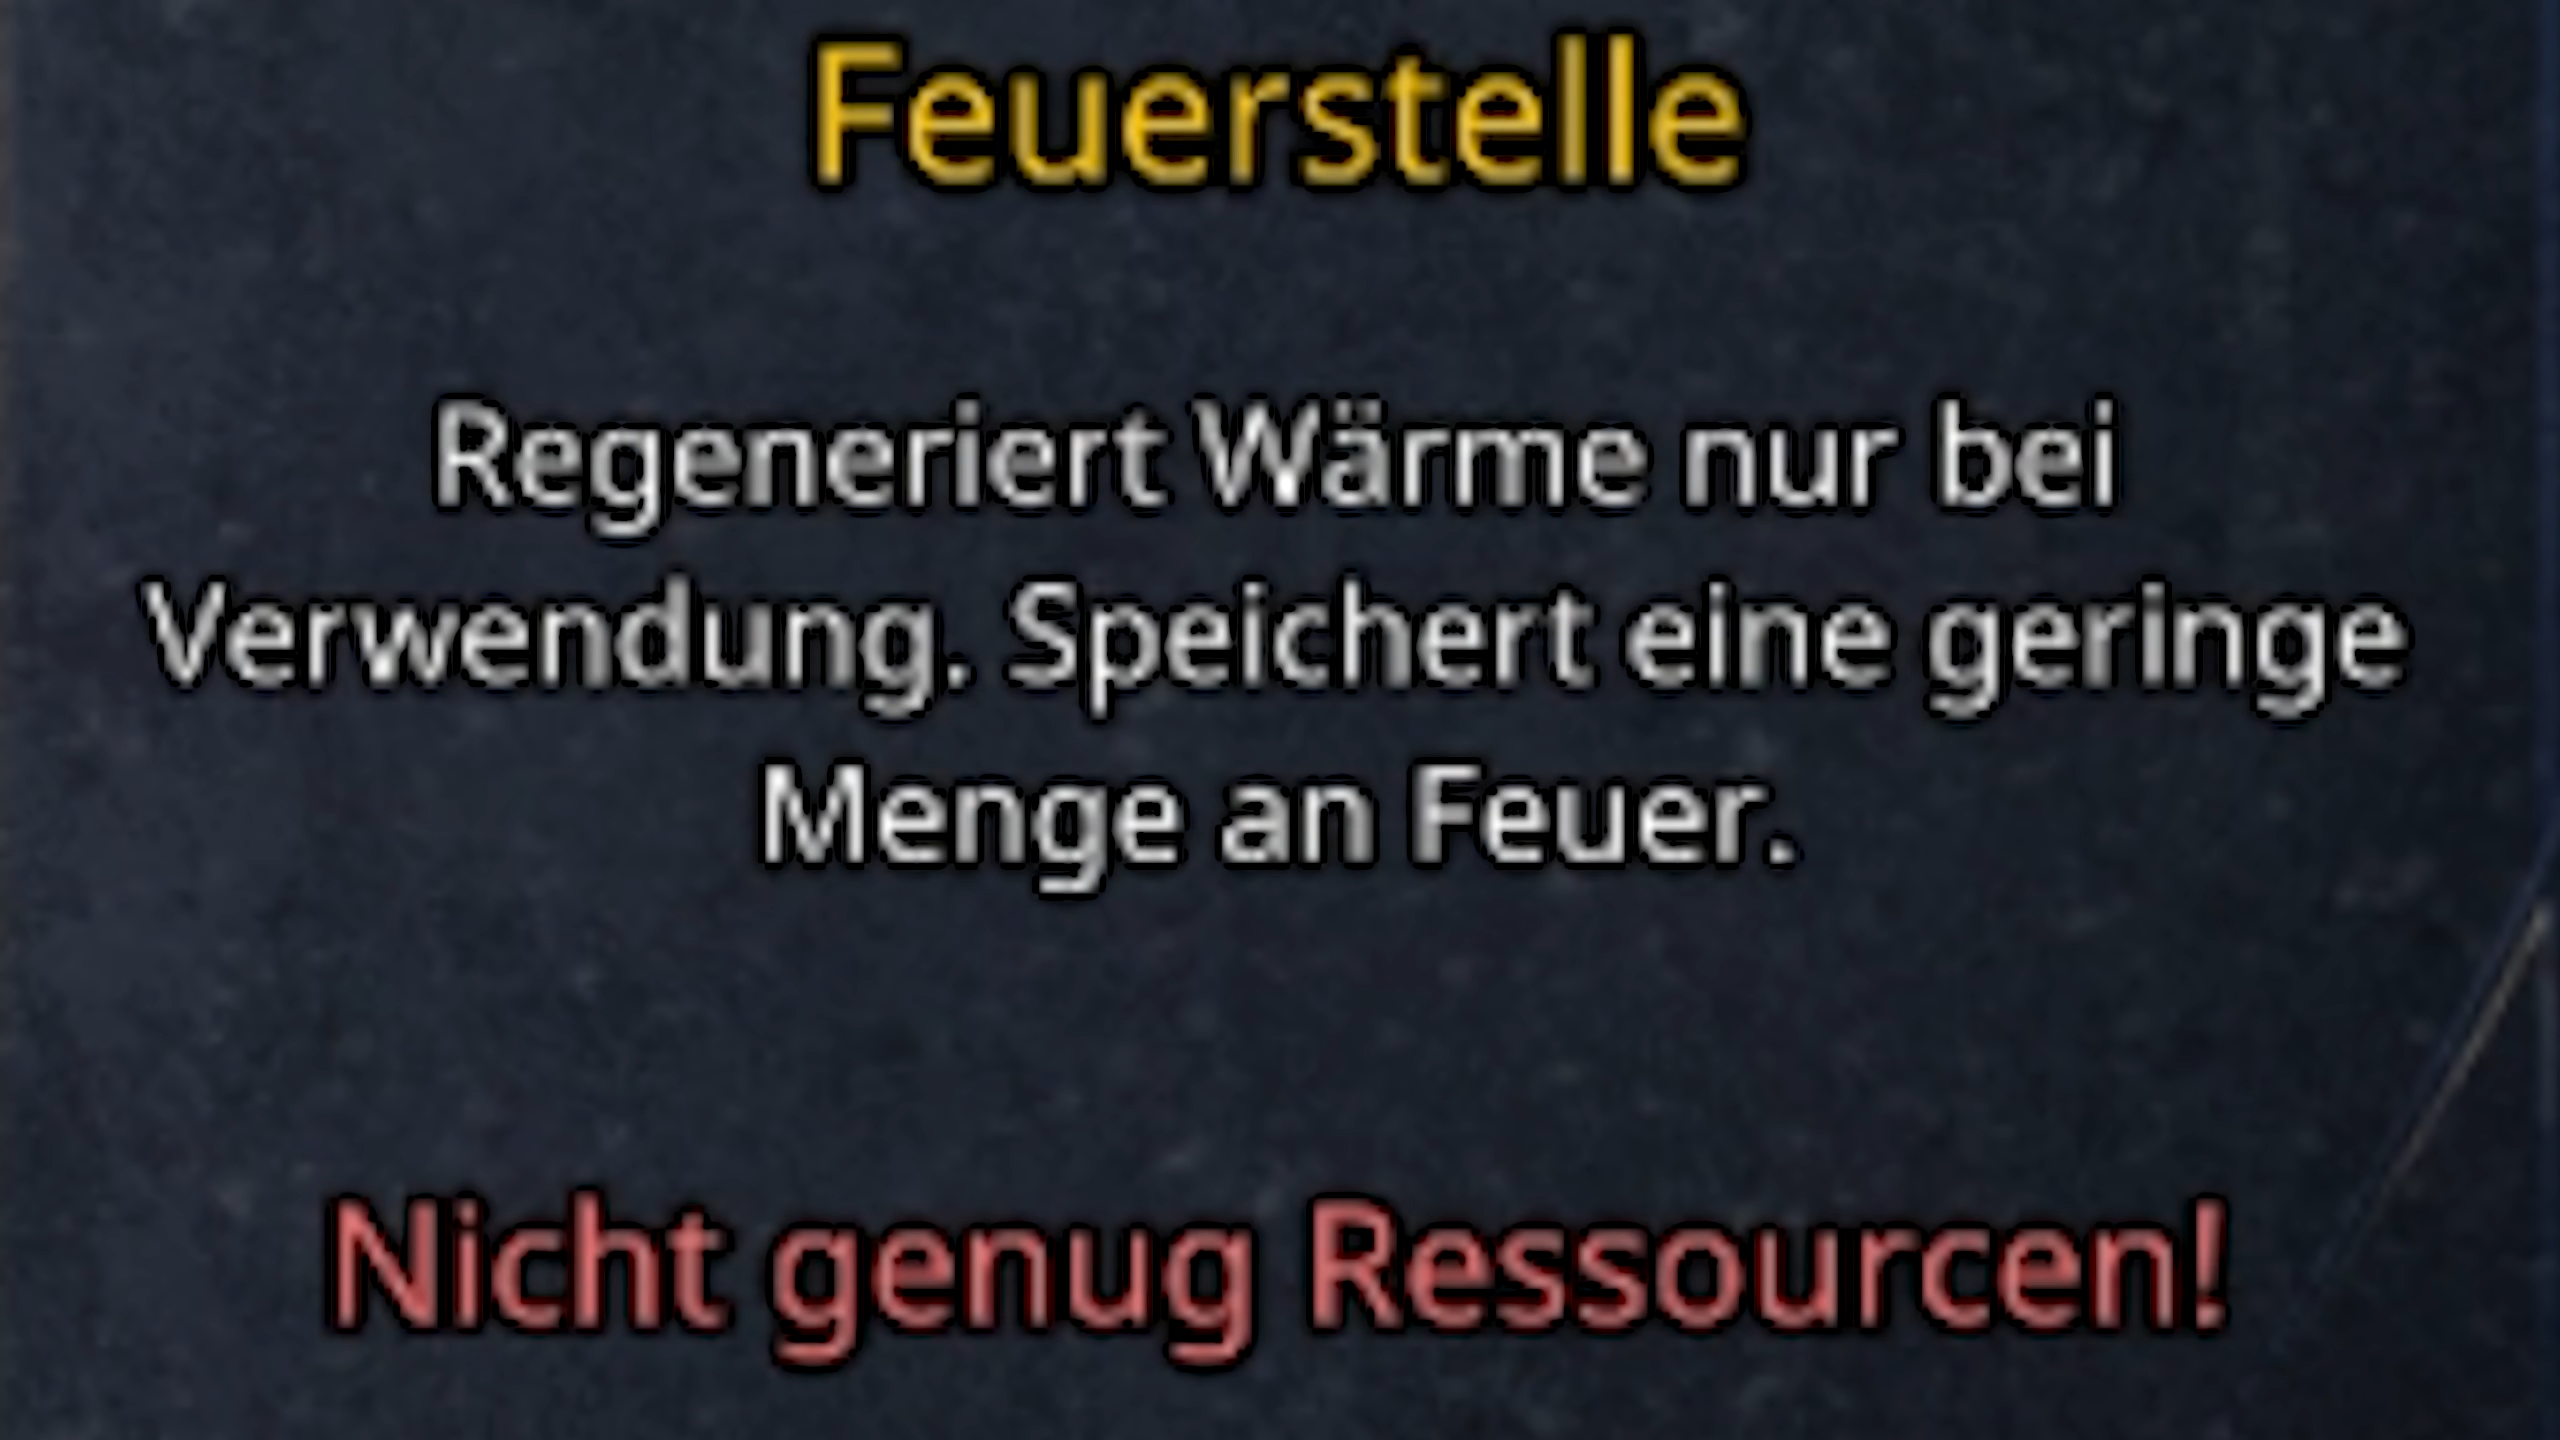 Feuerstelle
Regeneriert Wärme nur bei
Verwendung. Speichert eine geringe
Menge an Feuer.
Nicht genug Ressourcen!